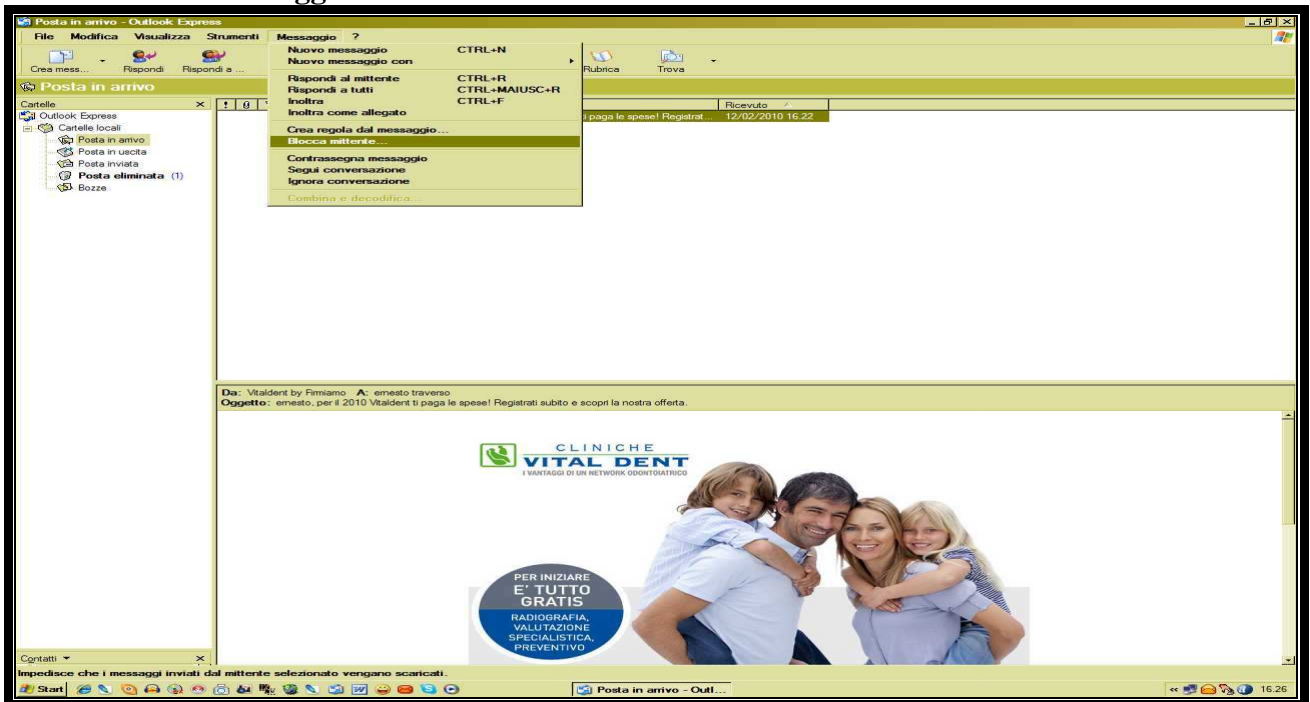 gg
Posta in arrivo - Outlook Express
File Modifica Visualizza Strumenti Messaggio ?
Crea mess... Rispondi Rispondi a ... Rubrica Trova
Nuovo messaggio CTRL+N
Nuovo messaggio con
Rispondi al mittente CTRL+R
Rispondi a tutti CTRL+MAIUSC+R
Inoltra CTRL+F
Inoltra come allegato
Crea regola dal messaggio...
Blocca mittente...
Contrassegna messaggio
Segui conversazione
Ignora conversazione
Combina e decodifica...
Posta in arrivo
Cartelle
Outlook Express
Cartelle locali
Posta in arrivo
Posta in uscita
Posta inviata
Posta eliminata (1)
Bozze
! Ricevuto
ti paga le spese! Registrat... 12/02/2010 16.22
Da: Vitaldent by Firmiamo A: ernesto traverso
Oggetto: ernesto, per il 2010 Vitaldent ti paga le spese! Registrati subito e scopri la nostra offerta.
CLINICHE
VITAL DENT
I VANTAGGI DI UN NETWORK ODONTOIATRICO
PER INIZIARE
E' TUTTO
GRATIS
RADIOGRAFIA,
VALUTAZIONE
SPECIALISTICA,
PREVENTIVO
Contatti
Impedisce che i messaggi inviati dal mittente selezionato vengano scaricati.
Start Posta in arrivo - Outl... 16.26